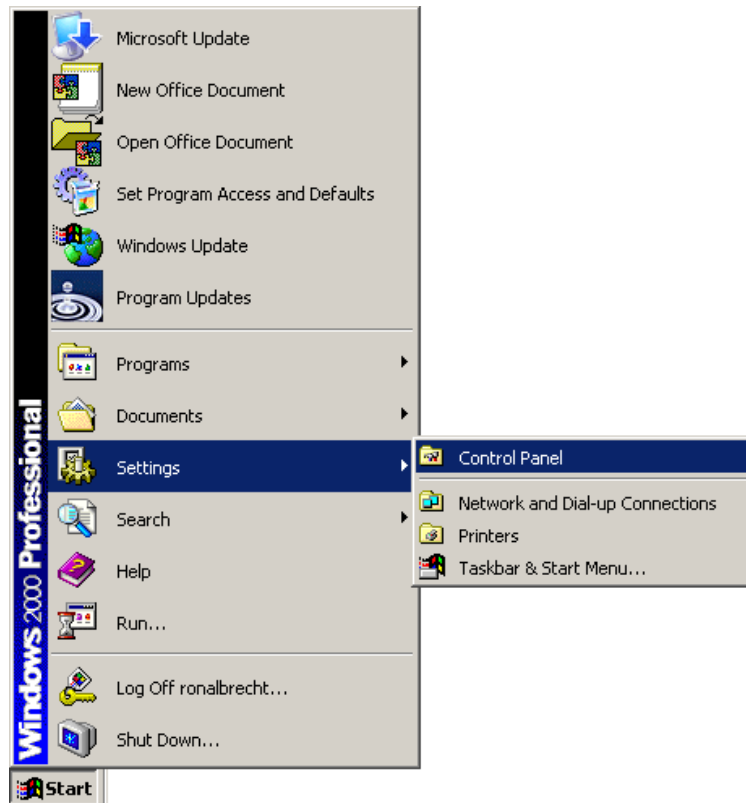 Microsoft Update
New Office Document
Open Office Document
Set Program Access and Defaults
Windows Update
Program Updates
Programs
Documents
Settings
Search
Help
Run...
Log Off ronalbrecht...
Shut Down...
Control Panel
Network and Dial-up Connections
Printers
Taskbar & Start Menu...
Windows 2000 Professional
Start